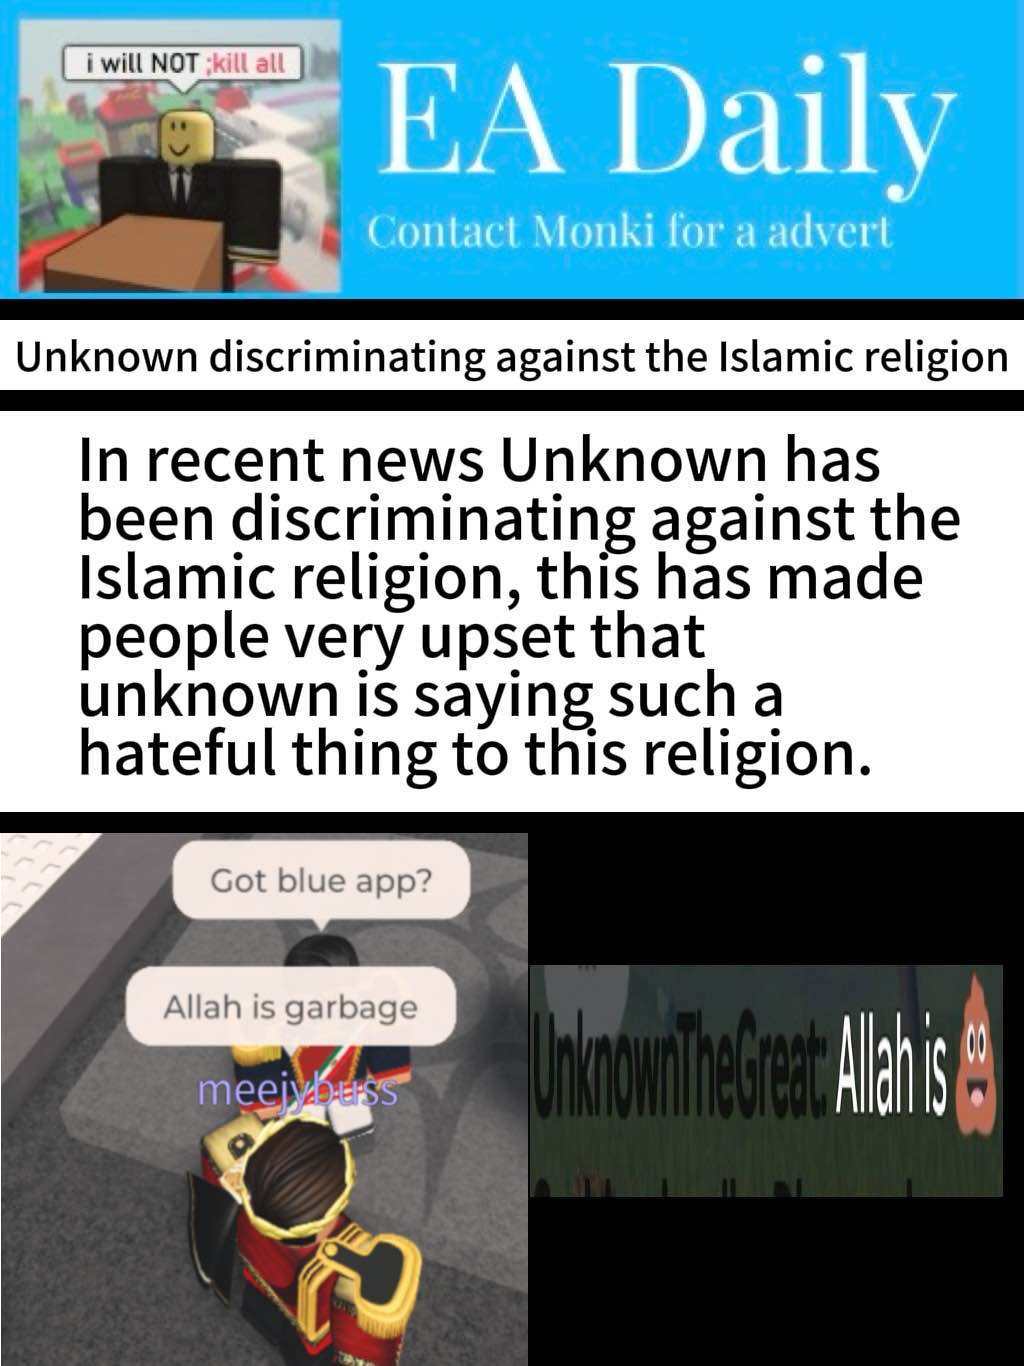 i will NOT ;kill all
EA Daily
Contact Monki for a advert
Unknown discriminating against the Islamic religion
In recent news Unknown has
been discriminating against the
Islamic religion, this has made
people very upset that
unknown is saying such a
hateful thing to this religion.
Got blue app?
Allah is garbage
meejybuss
UnknownTheGreat: Allah is 💩